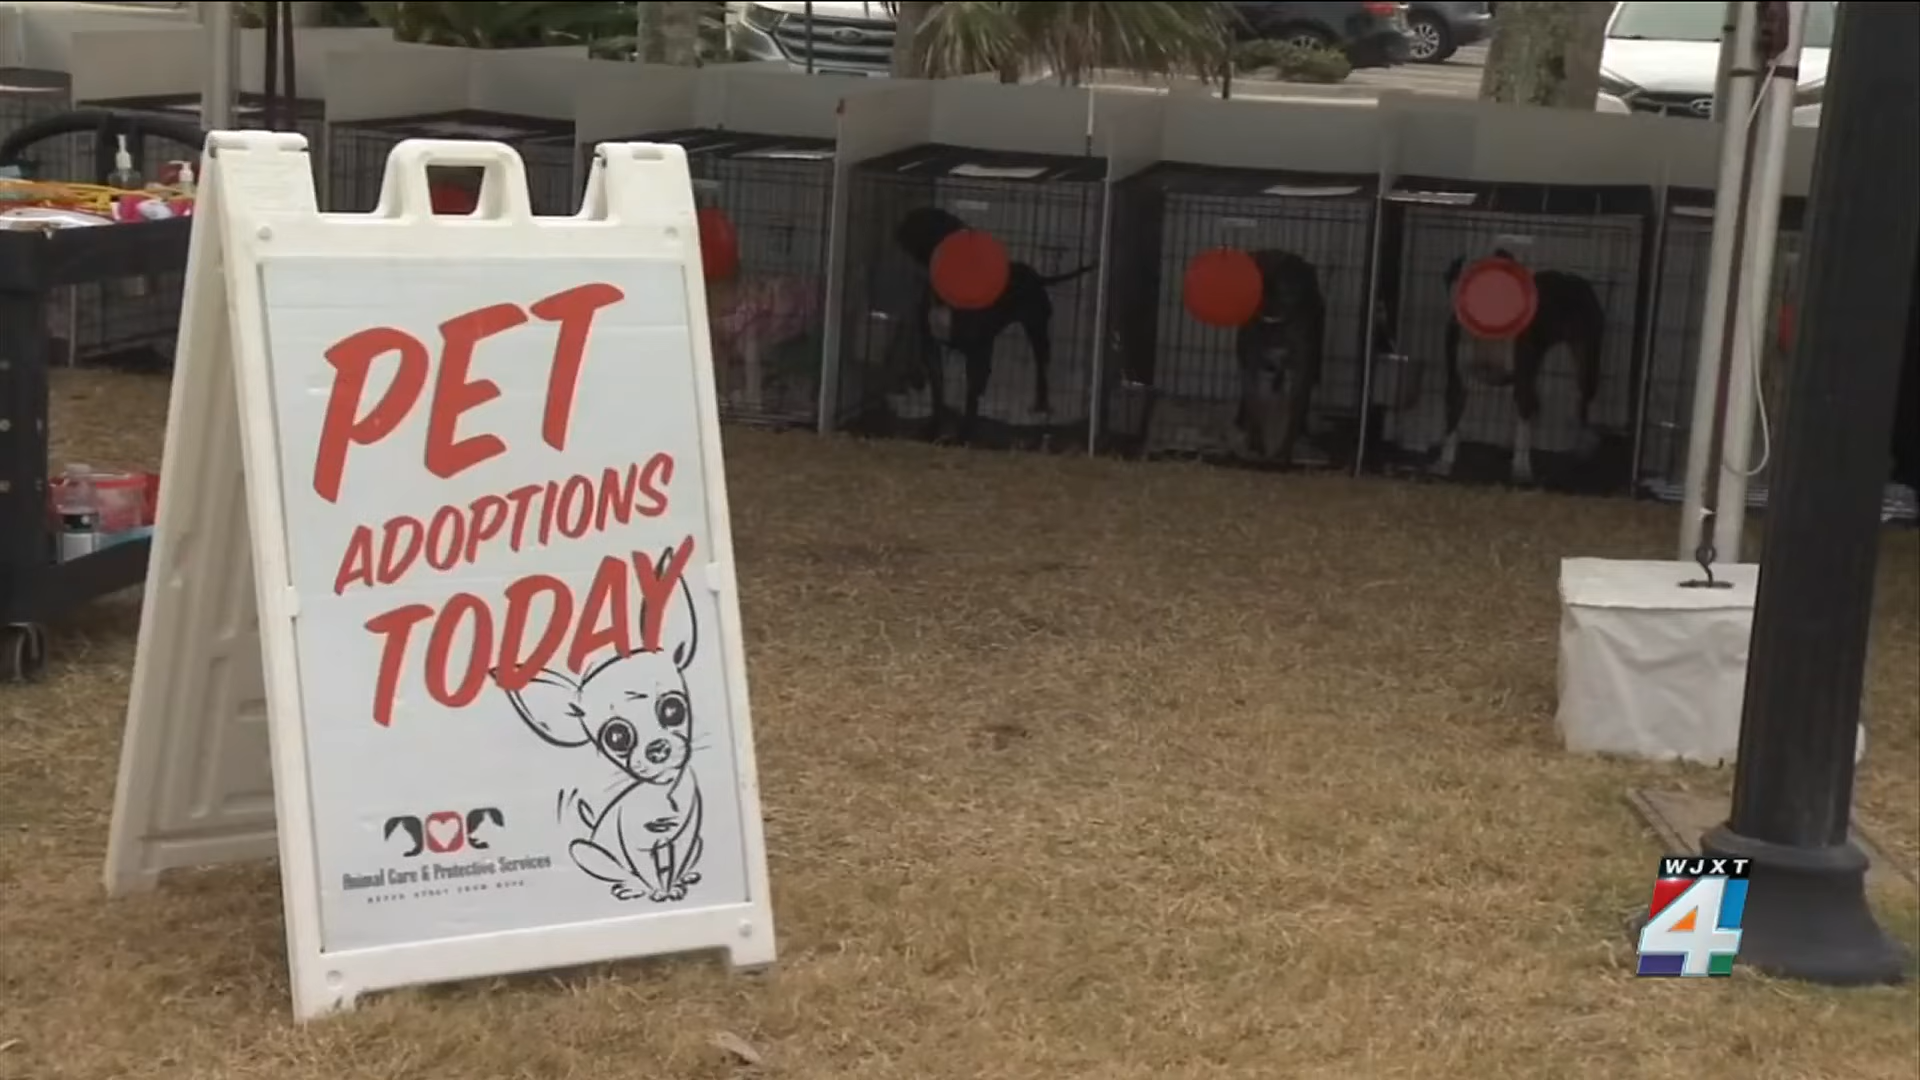 PET
ADOPTIONS
TODAY
Animal Care & Protective Services
WJXT
4